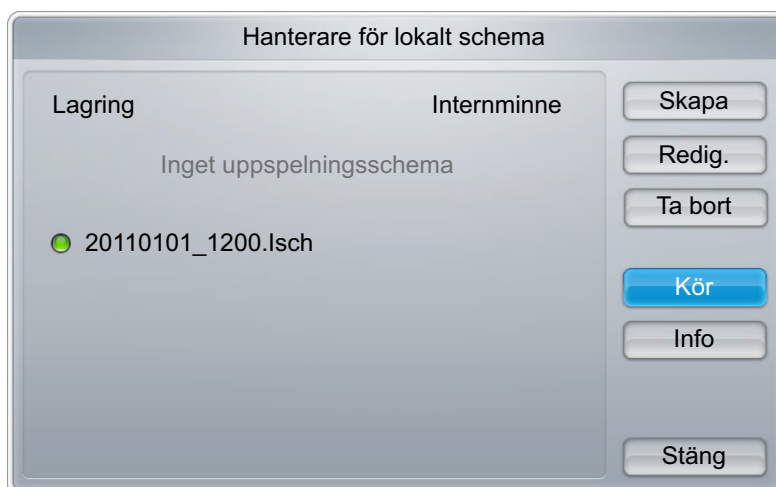 Hanterare för lokalt schema
Lagring Internminne
Inget uppspelningsschema
20110101_1200.lsch
Skapa
Redig.
Ta bort
Kör
Info
Stäng